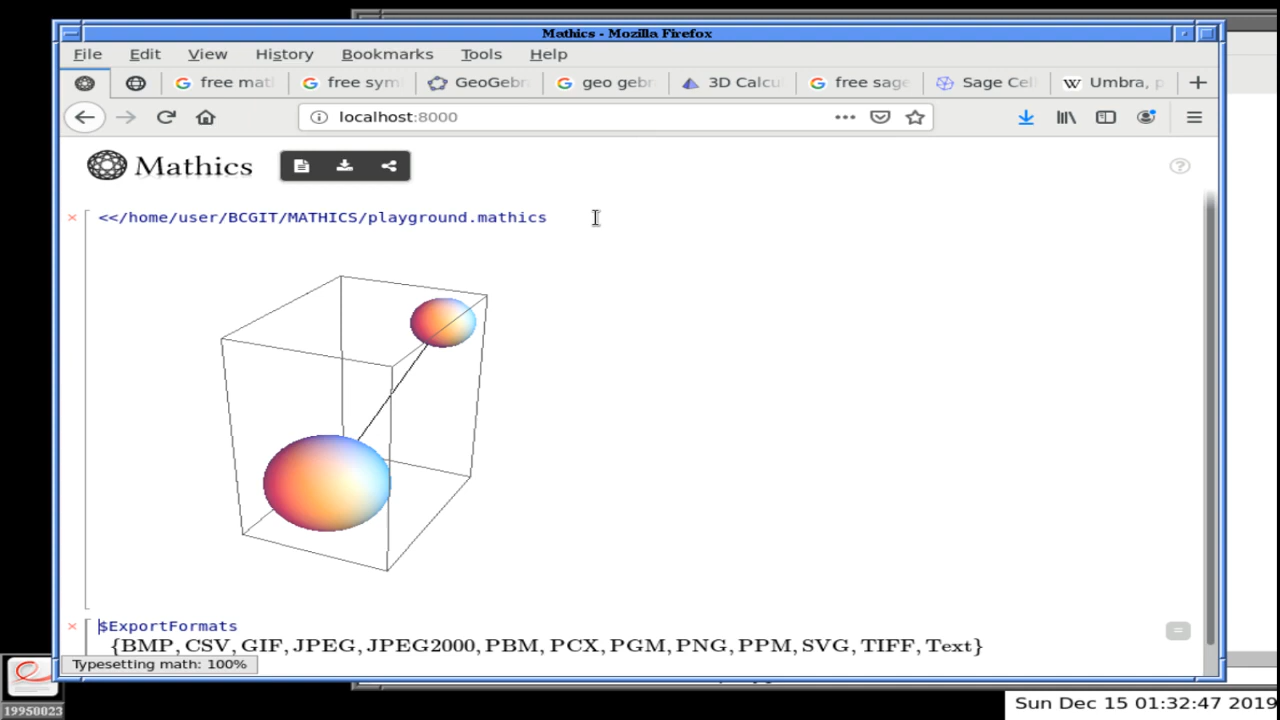 Mathics - Mozilla Firefox
File Edit View History Bookmarks Tools Help
free mat free sym GeoGebr geo gebr 3D Calcu free sage Sage Cel Umbra, p
localhost:8000
Mathics
<</home/user/BCGIT/MATHICS/playground.mathics
$ExportFormats
{BMP, CSV, GIF, JPEG, JPEG2000, PBM, PCX, PGM, PNG, PPM, SVG, TIFF, Text}
Typesetting math: 100%
19950023
Sun Dec 15 01:32:47 2019